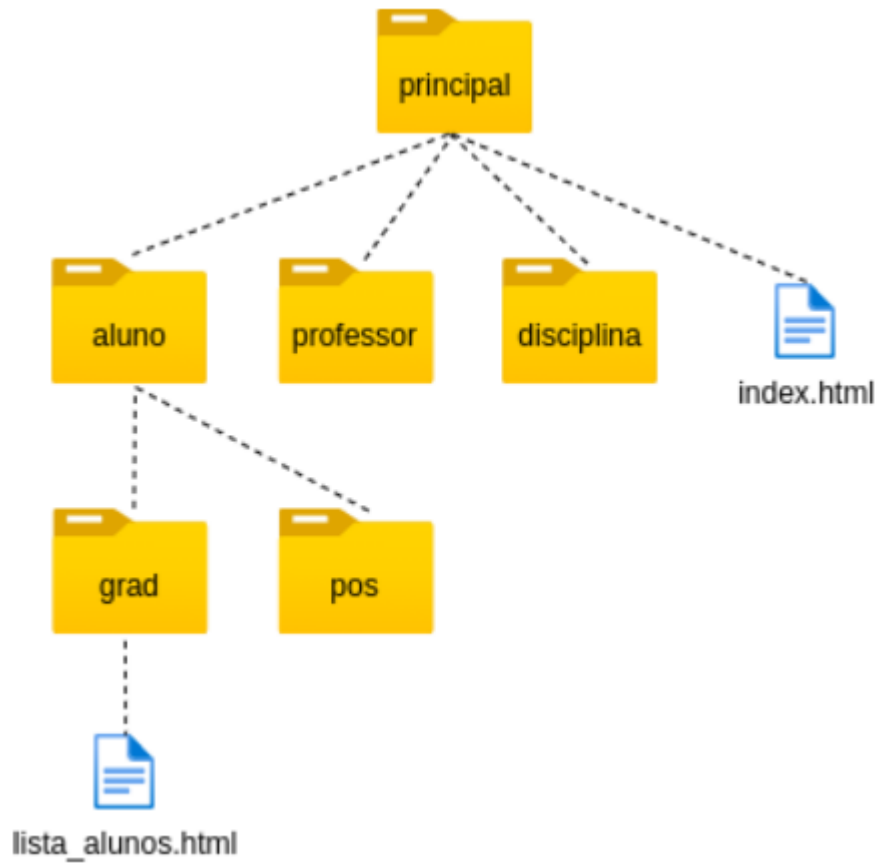 principal
aluno
professor
disciplina
index.html
grad
pos
lista_alunos.html